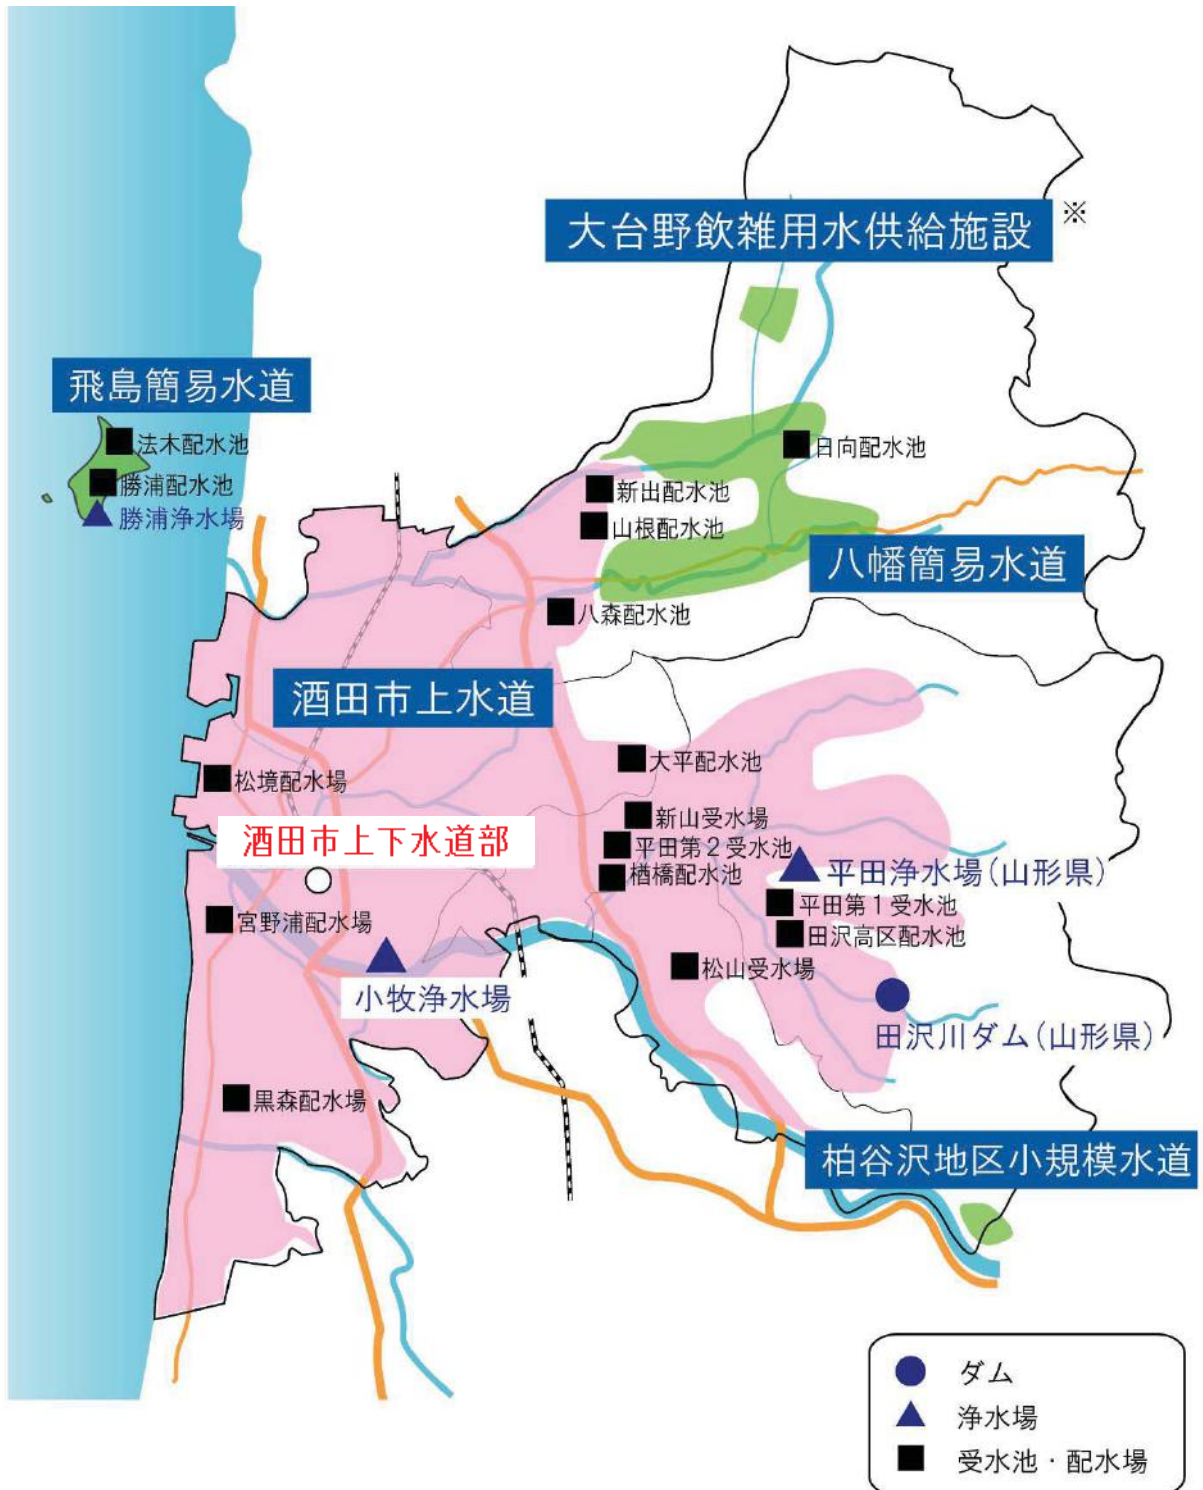 大台野飲雑用水供給施設
※
飛島簡易水道
法木配水池
勝浦配水池
勝浦浄水場
日向配水池
新出配水池
山根配水池
八幡簡易水道
八森配水池
酒田市上水道
大平配水池
松境配水場
新山受水場
酒田市上下水道部
平田第2受水池
楢橋配水池
平田浄水場(山形県)
平田第1受水池
宮野浦配水場
田沢高区配水池
松山受水場
小牧浄水場
田沢川ダム(山形県)
黒森配水場
柏谷沢地区小規模水道
ダム
浄水場
受水池・配水場